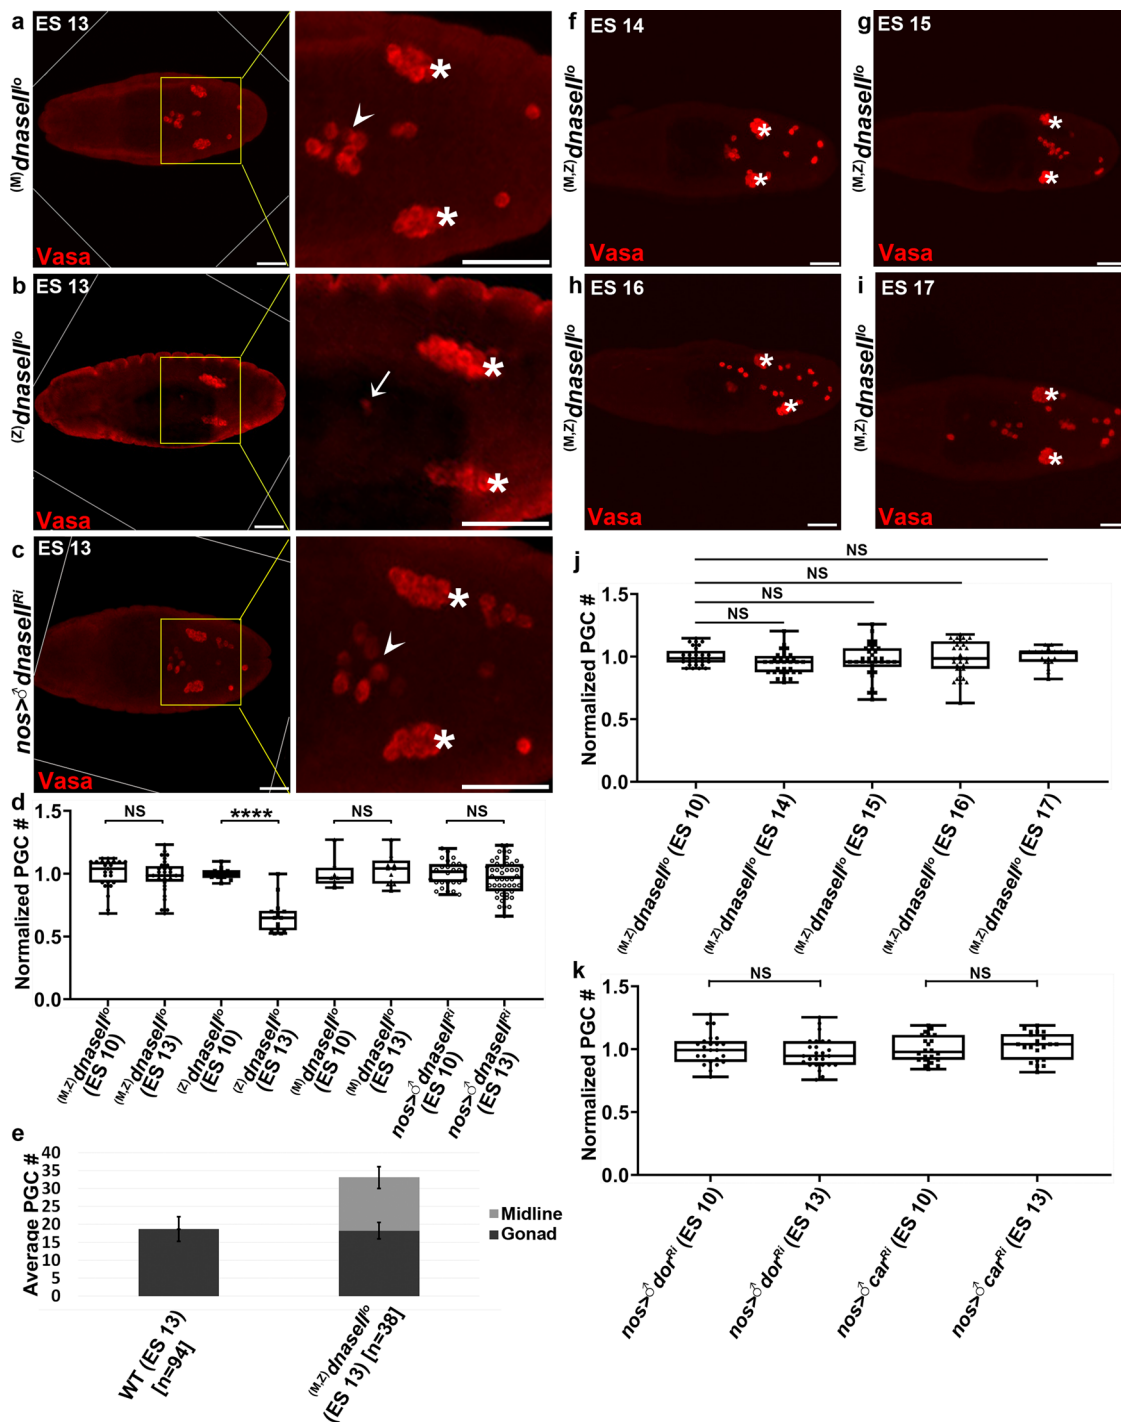 a
ES 13
(M)dnaseIIlo
Vasa
*
*
b
ES 13
(Z)dnaseIIlo
Vasa
*
*
c
ES 13
nos>♂dnaseIIRi
Vasa
*
*
f
ES 14
(M,Z)dnaseIIlo
Vasa
*
*
g
ES 15
(M,Z)dnaseIIlo
Vasa
*
*
h
ES 16
(M,Z)dnaseIIlo
Vasa
*
*
i
ES 17
(M,Z)dnaseIIlo
Vasa
*
*
d
Normalized PGC #
1.5
1.0
0.5
0.0
NS
****
NS
NS
(M,Z)dnaseIIlo
(ES 10)
(M,Z)dnaseIIlo
(ES 13)
(Z)dnaseIIlo
(ES 10)
(Z)dnaseIIlo
(ES 13)
(M)dnaseIIlo
(ES 10)
(M)dnaseIIlo
(ES 13)
nos>♂dnaseIIRi
(ES 10)
nos>♂dnaseIIRi
(ES 13)
e
Average PGC #
40
35
30
25
20
15
10
5
0
Midline
Gonad
WT (ES 13)
[n=94]
(M,Z)dnaseIIlo
(ES 13) [n=38]
j
Normalized PGC #
1.5
1.0
0.5
0.0
NS
NS
NS
NS
(M,Z)dnaseIIlo (ES 10)
(M,Z)dnaseIIlo (ES 14)
(M,Z)dnaseIIlo (ES 15)
(M,Z)dnaseIIlo (ES 16)
(M,Z)dnaseIIlo (ES 17)
k
Normalized PGC #
1.5
1.0
0.5
0.0
NS
NS
nos>♂dorRi (ES 10)
nos>♂dorRi (ES 13)
nos>♂carRi (ES 10)
nos>♂carRi (ES 13)